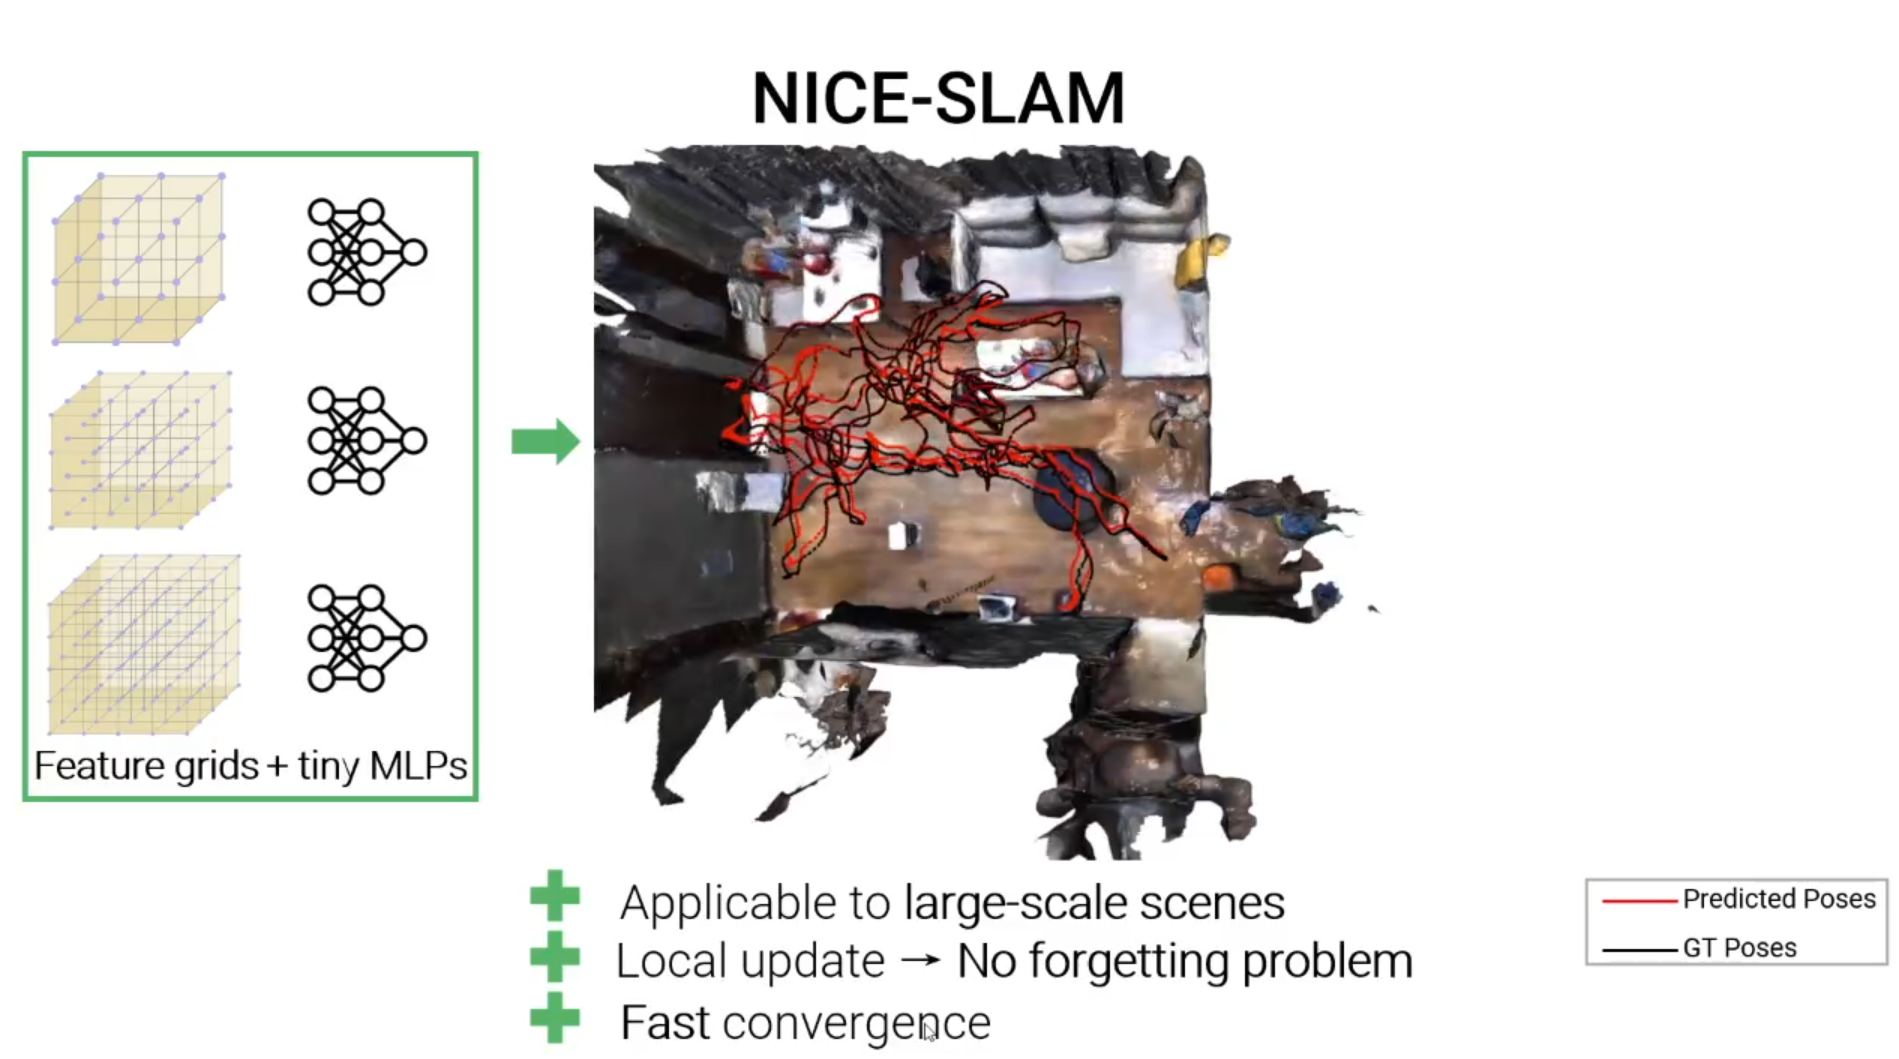 NICE-SLAM
Feature grids + tiny MLPs
Applicable to large-scale scenes
Local update → No forgetting problem
Fast convergence
Predicted Poses
GT Poses